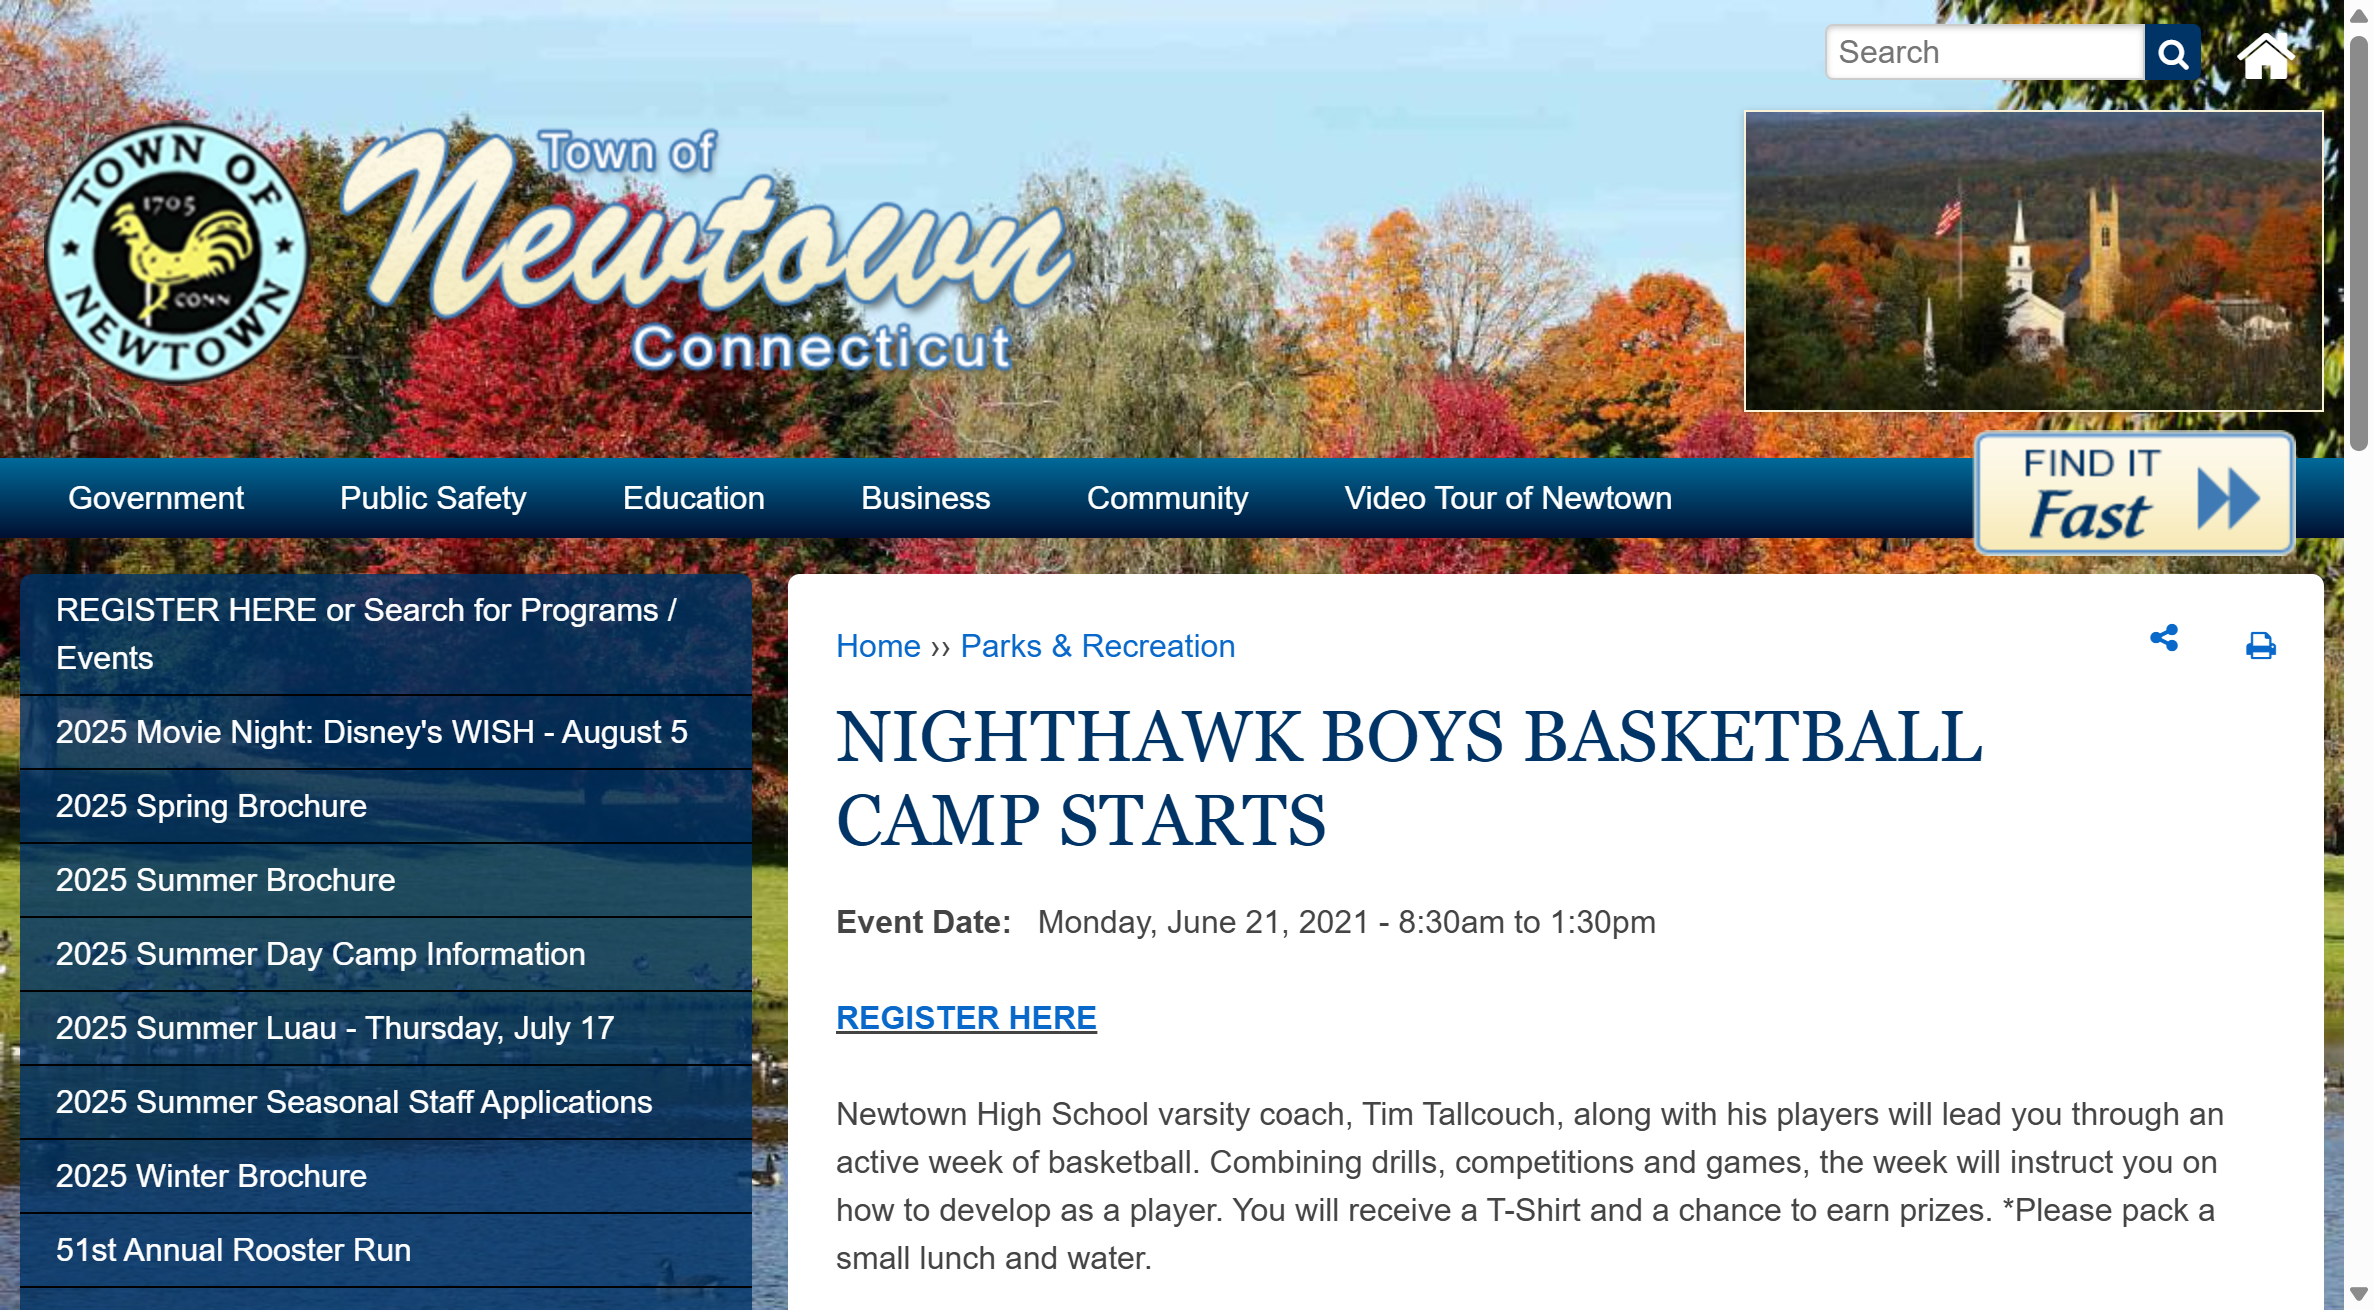 Search
TOWN OF NEWTOWN
1705
CONN
Town of
Newtown
Connecticut
FIND IT
Fast
Government Public Safety Education Business Community Video Tour of Newtown
REGISTER HERE or Search for Programs /
Events
2025 Movie Night: Disney's WISH - August 5
2025 Spring Brochure
2025 Summer Brochure
2025 Summer Day Camp Information
2025 Summer Luau - Thursday, July 17
2025 Summer Seasonal Staff Applications
2025 Winter Brochure
51st Annual Rooster Run
Home ›› Parks & Recreation
NIGHTHAWK BOYS BASKETBALL
CAMP STARTS
Event Date: Monday, June 21, 2021 - 8:30am to 1:30pm
REGISTER HERE
Newtown High School varsity coach, Tim Tallcouch, along with his players will lead you through an
active week of basketball. Combining drills, competitions and games, the week will instruct you on
how to develop as a player. You will receive a T-Shirt and a chance to earn prizes. *Please pack a
small lunch and water.